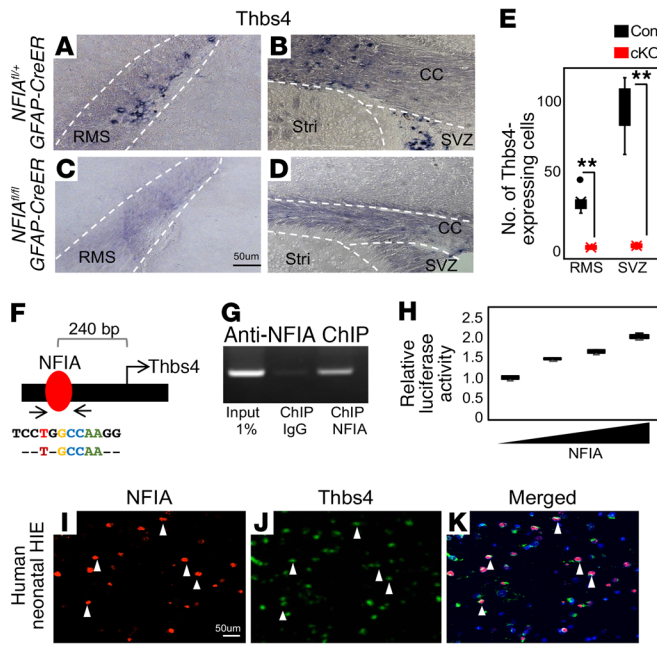 Thbs4
A
B
C
D
NFIAfl/+
GFAP-CreER
NFIAfl/fl
GFAP-CreER
RMS
Stri
CC
SVZ
RMS
50um
Stri
CC
SVZ
E
Con
cKO
No. of Thbs4-
expressing cells
100
50
0
**
**
RMS
SVZ
F
240 bp
NFIA
Thbs4
TCCTGGCCAAGG
--T-GCCAA--
G
Anti-NFIA ChIP
Input
1%
ChIP
IgG
ChIP
NFIA
H
Relative
luciferase
activity
2.5
2.0
1.5
1.0
0.5
0
NFIA
NFIA
Thbs4
Merged
Human
neonatal HIE
I
J
K
50um